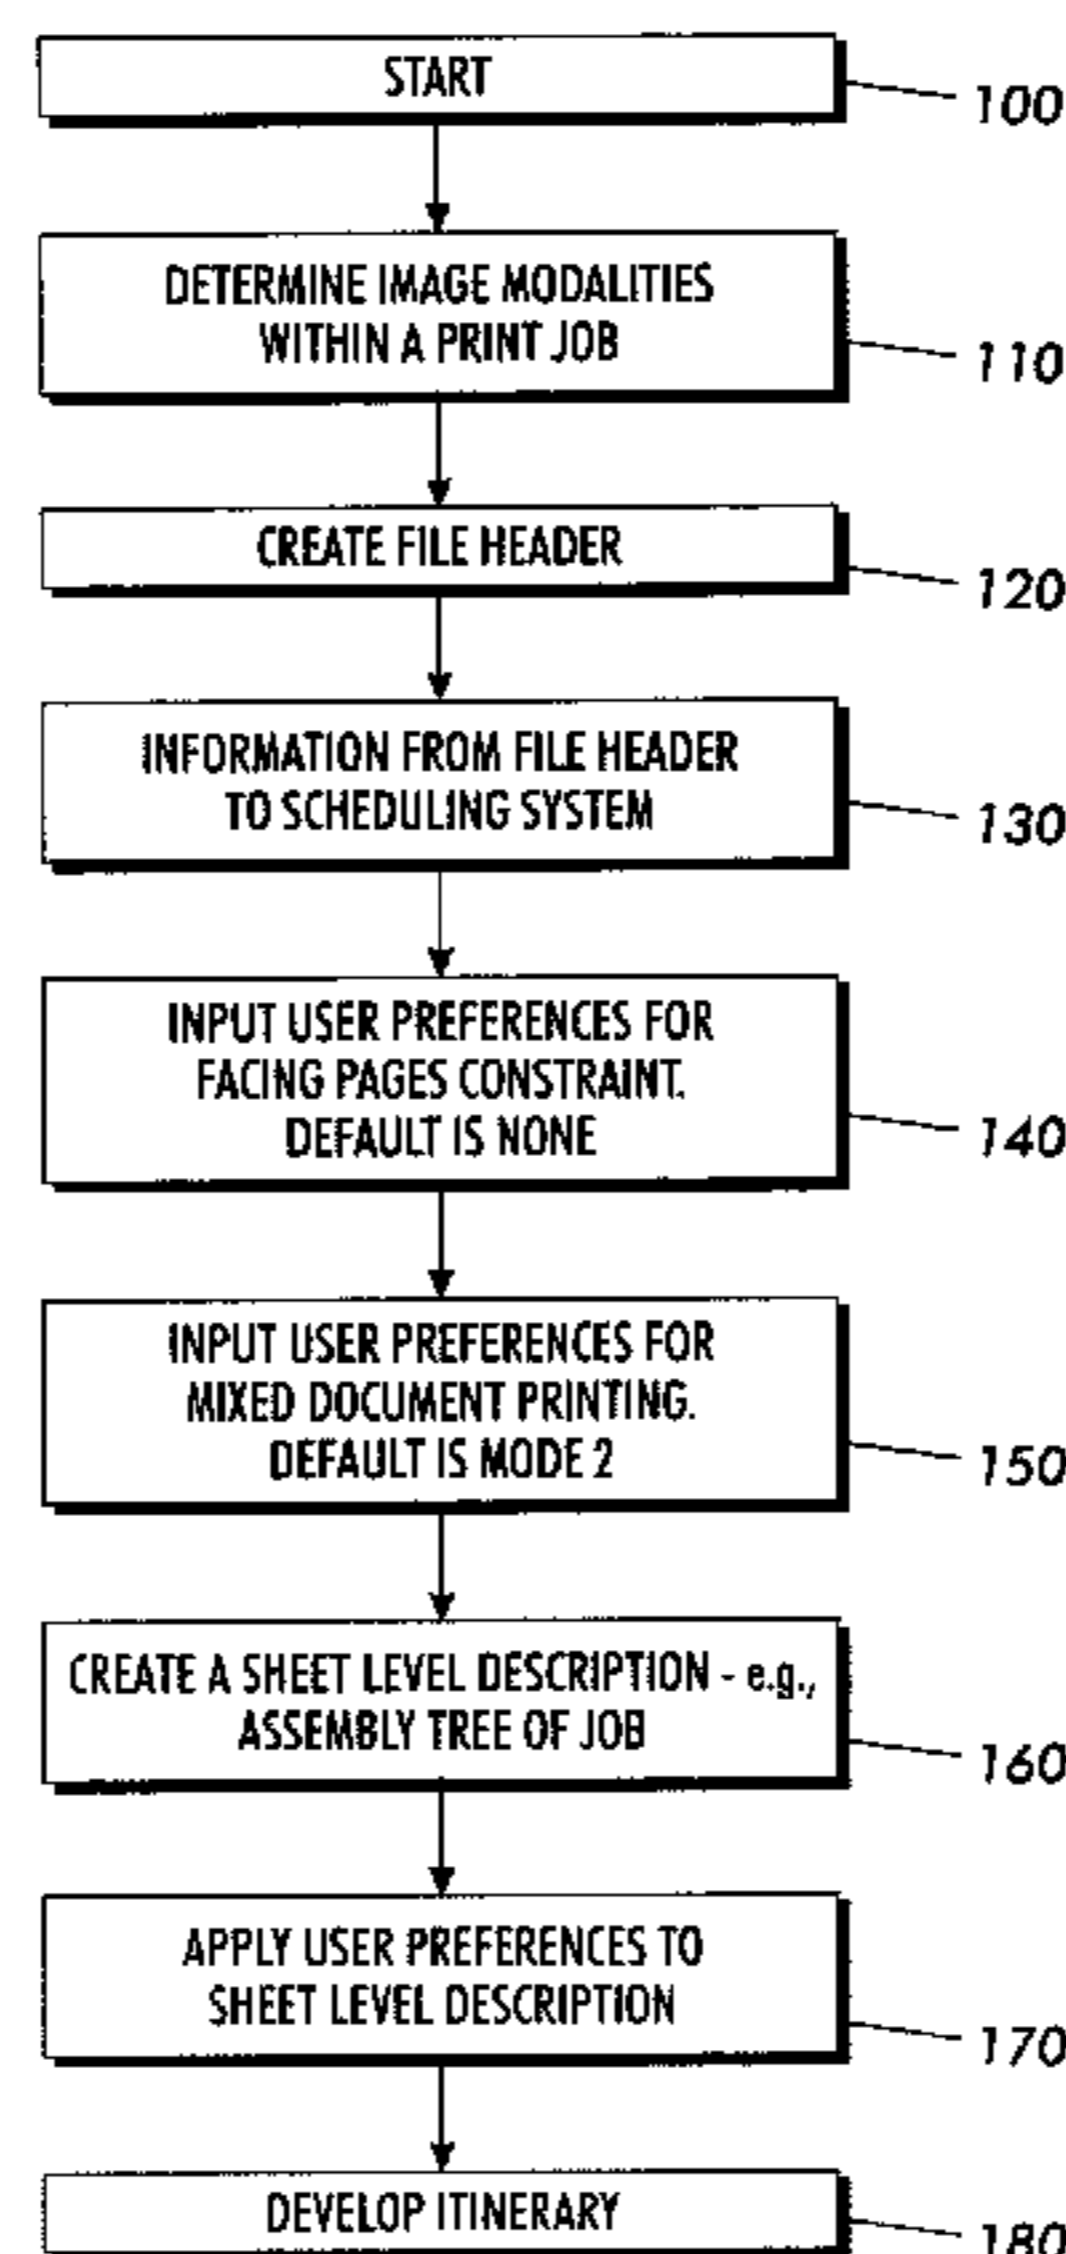 START
100
DETERMINE IMAGE MODALITIES
WITHIN A PRINT JOB
110
CREATE FILE HEADER
120
INFORMATION FROM FILE HEADER
TO SCHEDULING SYSTEM
130
INPUT USER PREFERENCES FOR
FACING PAGES CONSTRAINT.
DEFAULT IS NONE
140
INPUT USER PREFERENCES FOR
MIXED DOCUMENT PRINTING.
DEFAULT IS MODE 2
150
CREATE A SHEET LEVEL DESCRIPTION - e.g.,
ASSEMBLY TREE OF JOB
160
APPLY USER PREFERENCES TO
SHEET LEVEL DESCRIPTION
170
DEVELOP ITINERARY
180